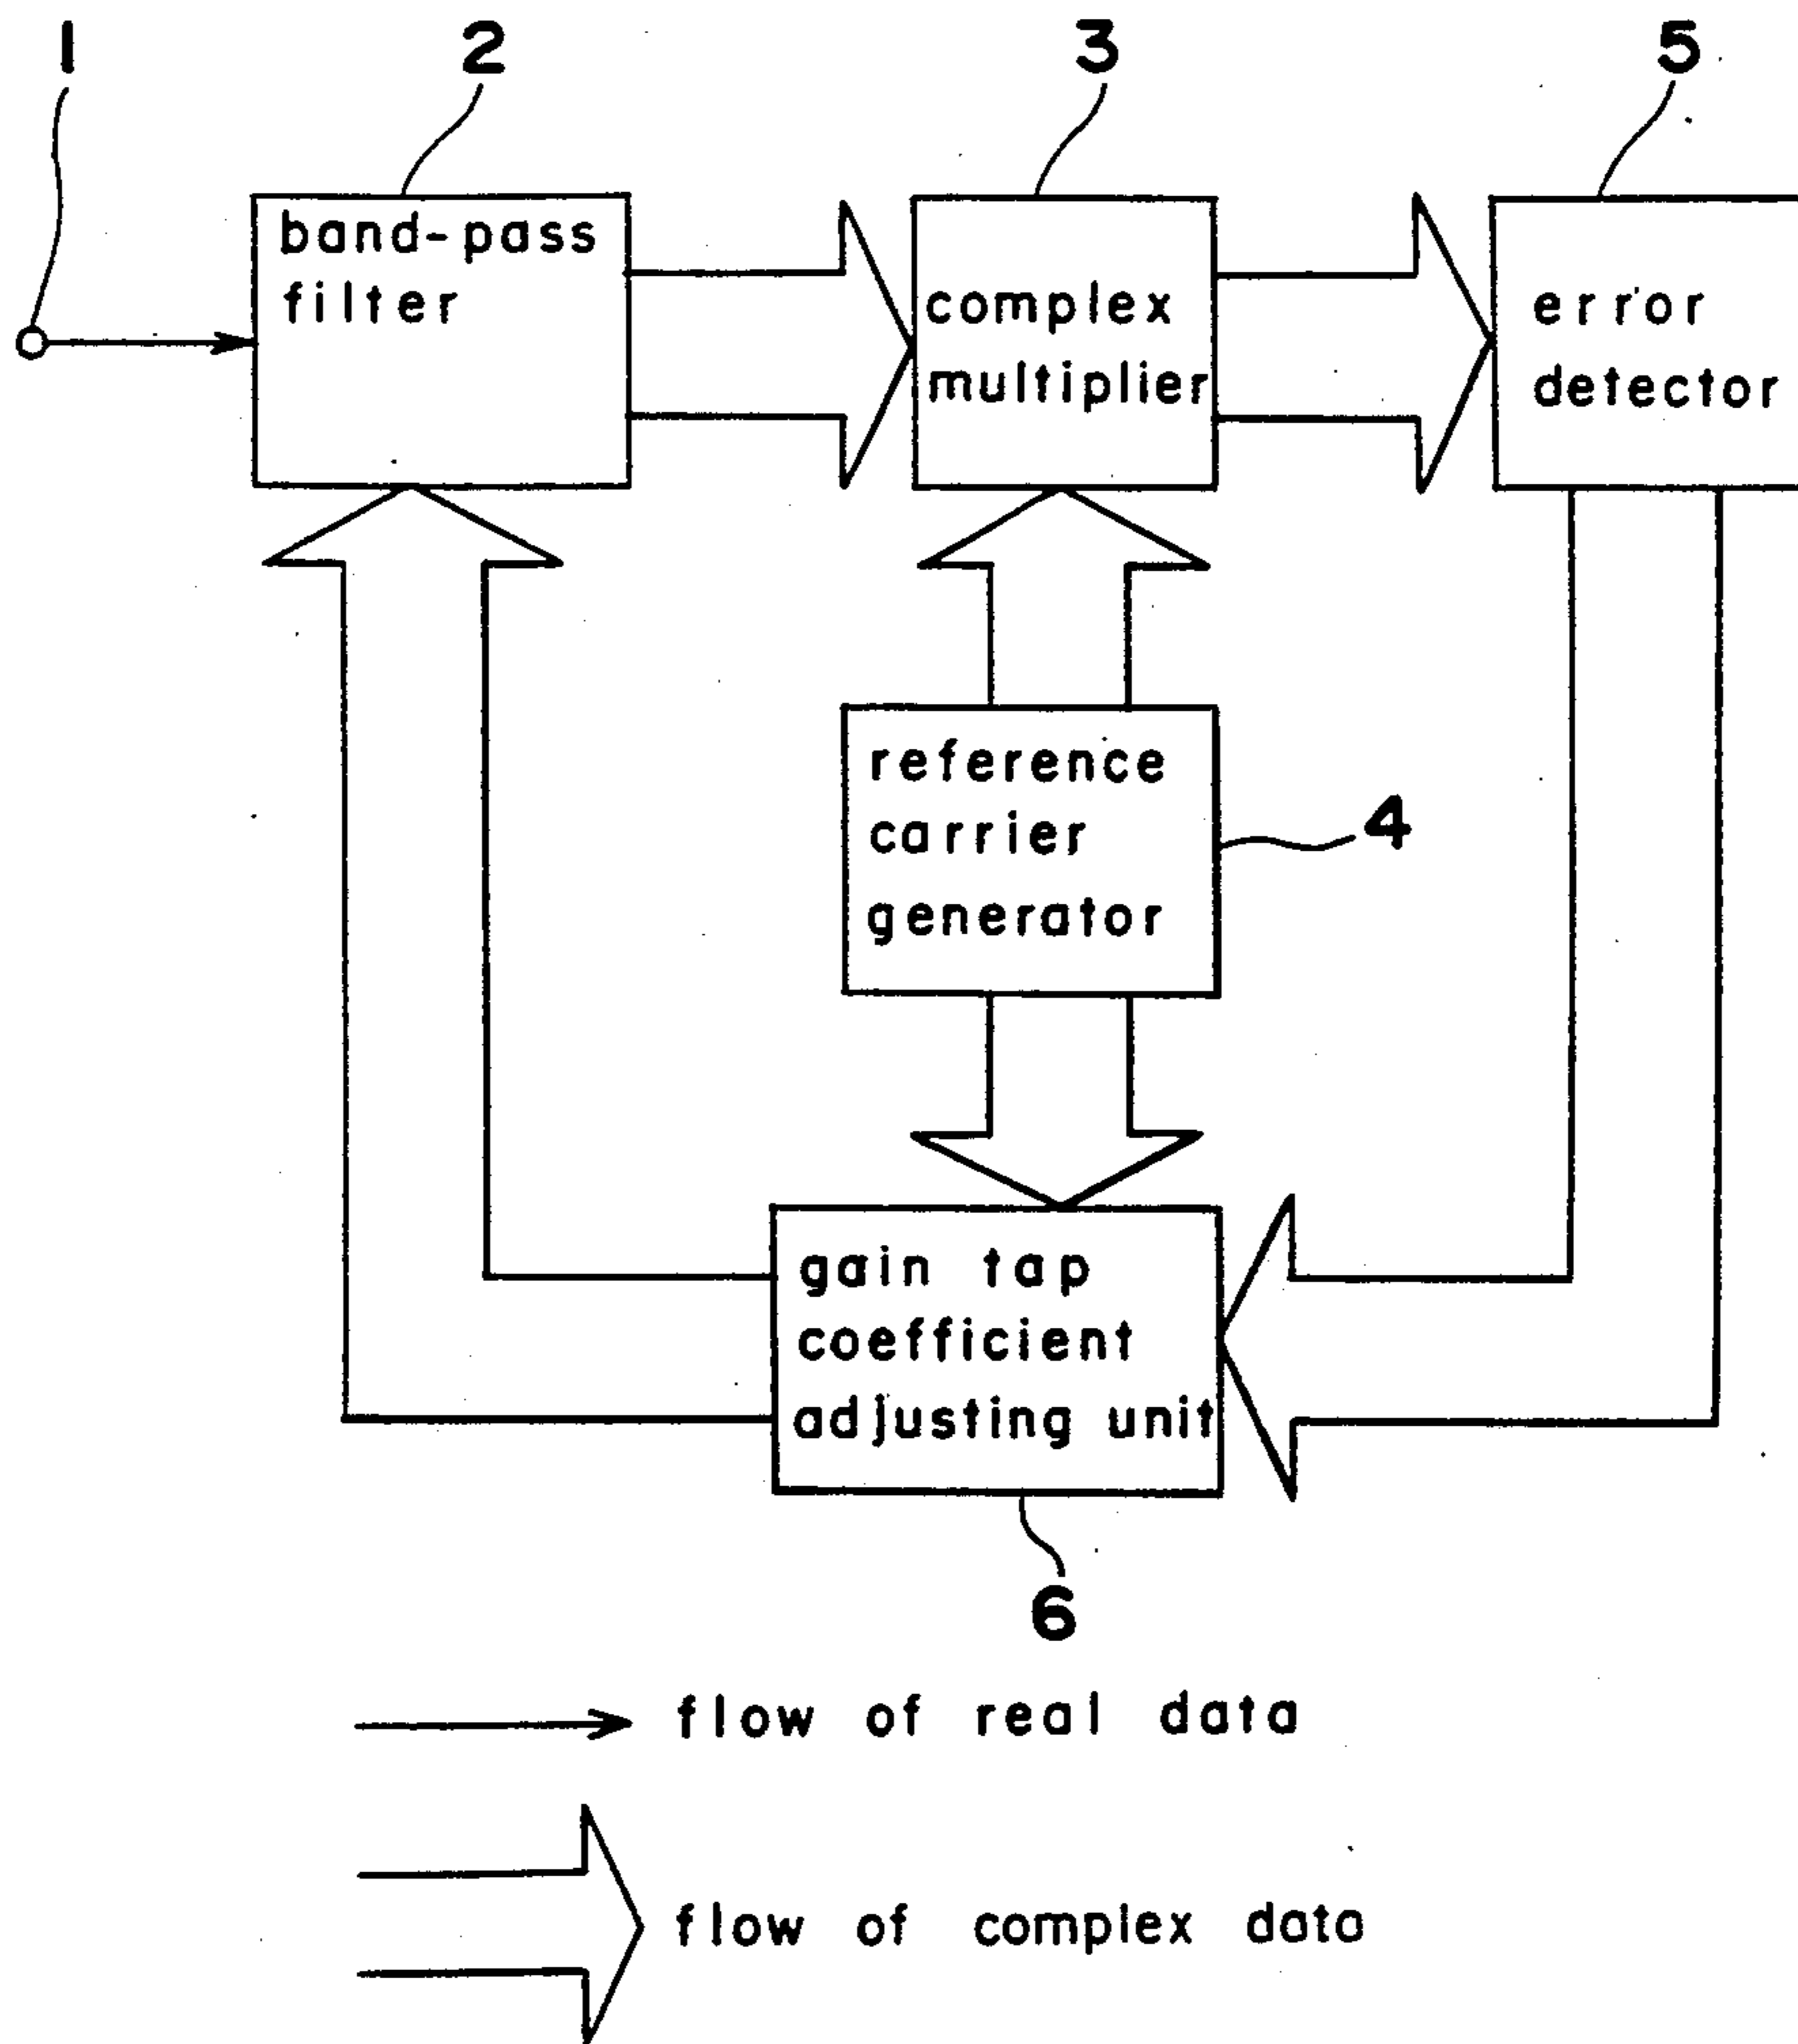 1
2
3
5
band-pass
filter
complex
multiplier
error
detector
reference
carrier
generator
4
gain tap
coefficient
adjusting unit
6
flow of real data
flow of complex data